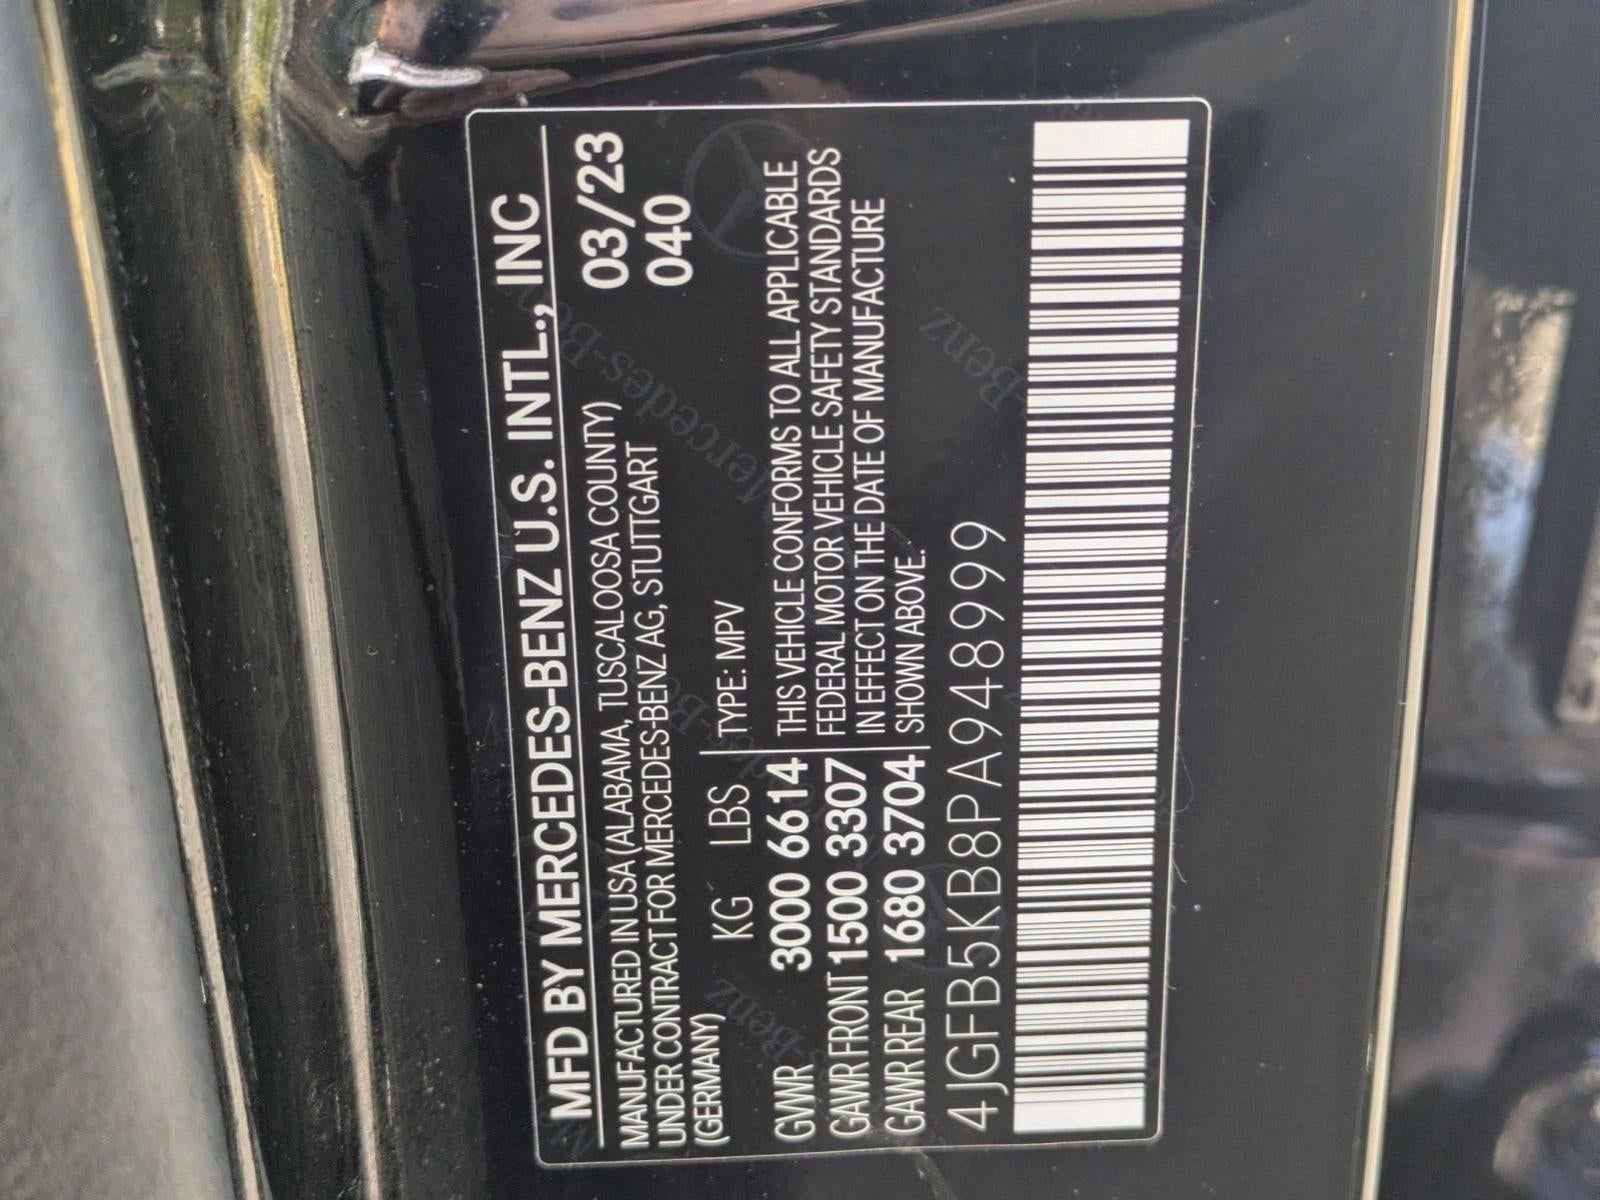 MFD BY MERCEDES-BENZ U.S. INTL., INC
MANUFACTURED IN USA (ALABAMA, TUSCALOOSA COUNTY) 03/23
UNDER CONTRACT FOR MERCEDES-BENZ AG, STUTTGART 040
(GERMANY)
KG LBS TYPE: MPV
GVWR 3000 6614 THIS VEHICLE CONFORMS TO ALL APPLICABLE
GAWR FRONT 1500 3307 FEDERAL MOTOR VEHICLE SAFETY STANDARDS
GAWR REAR 1680 3704 IN EFFECT ON THE DATE OF MANUFACTURE
SHOWN ABOVE.
4JGFB5KB8PA948999